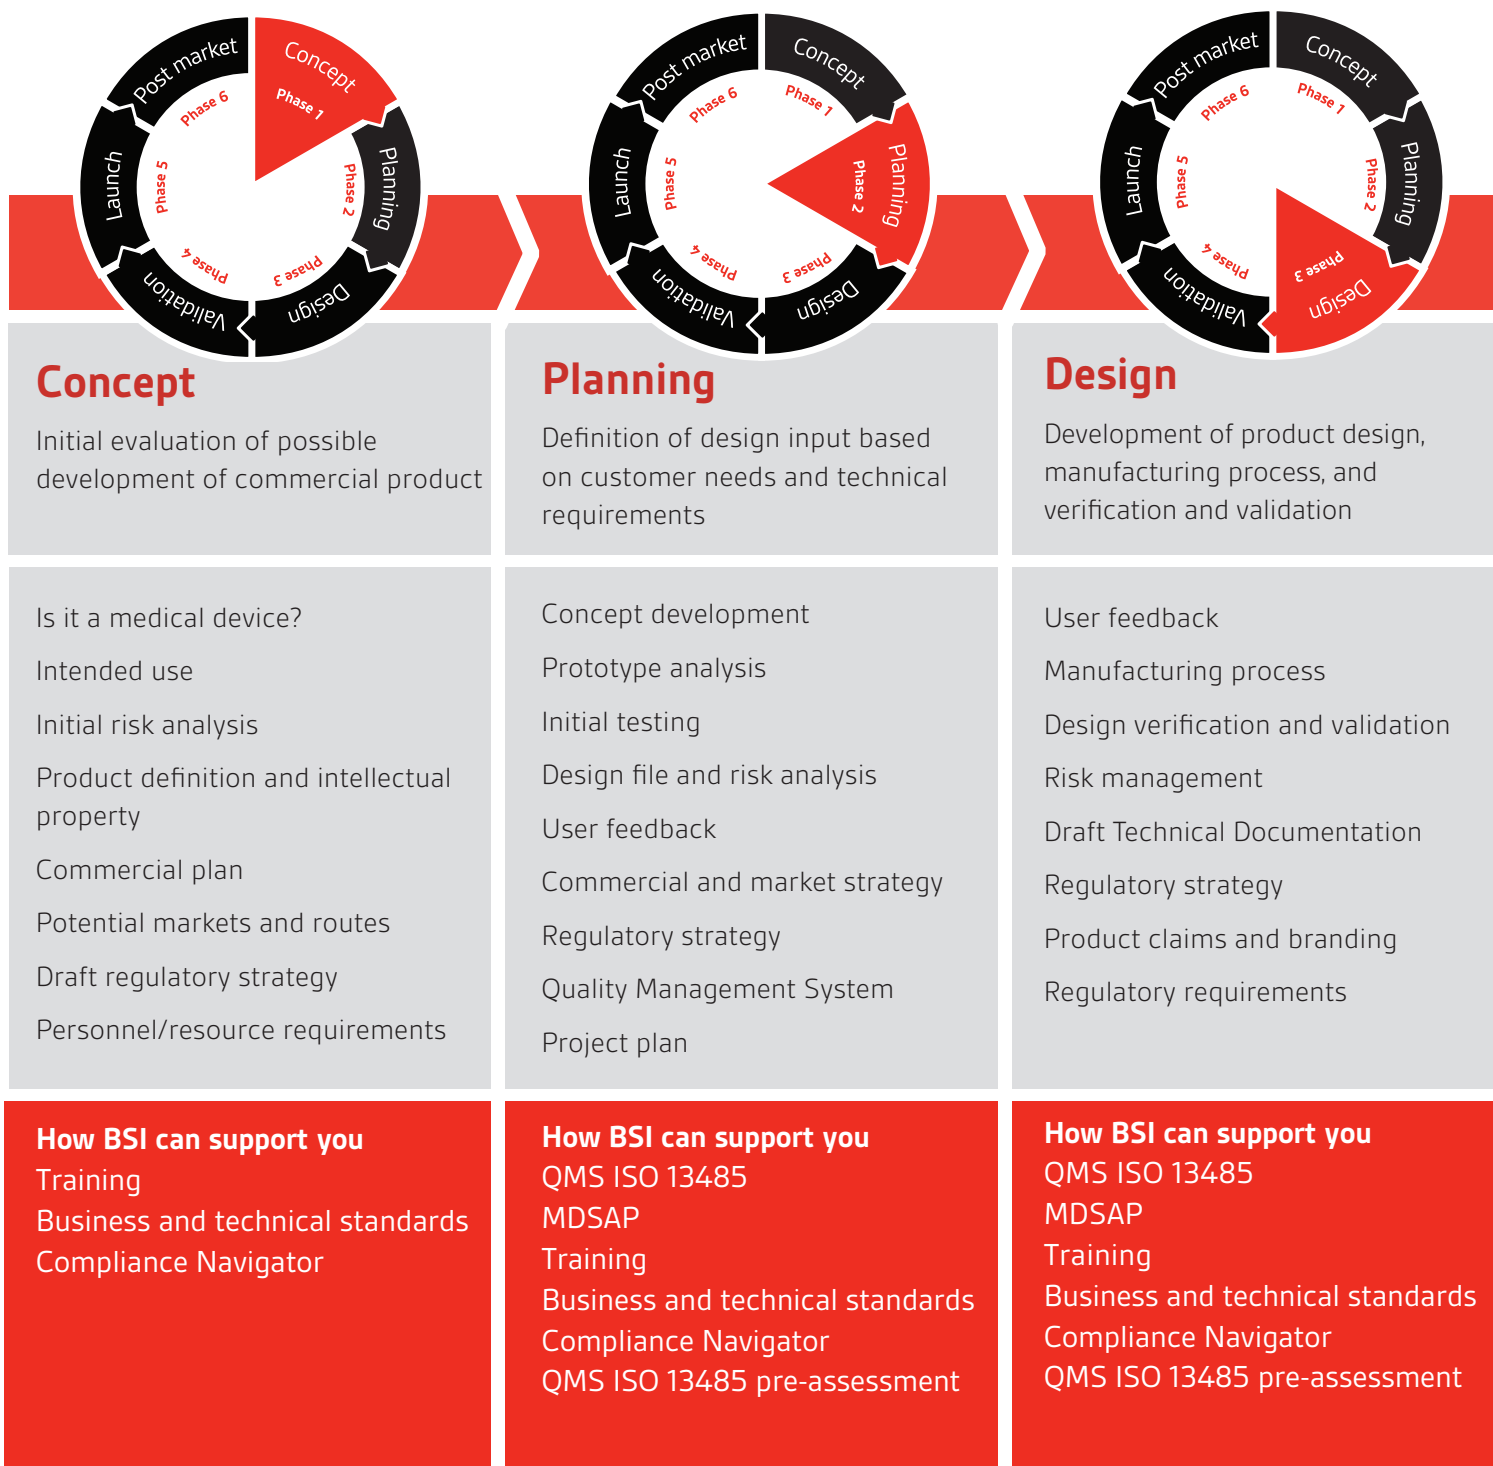 Post market
Concept
Planning
Design
Validation
Launch
Phase 6
Phase 1
Phase 2
Phase 3
Phase 4
Phase 5
Concept
Initial evaluation of possible
development of commercial product
Is it a medical device?
Intended use
Initial risk analysis
Product definition and intellectual
property
Commercial plan
Potential markets and routes
Draft regulatory strategy
Personnel/resource requirements
How BSI can support you
Training
Business and technical standards
Compliance Navigator
Post market
Concept
Planning
Design
Validation
Launch
Phase 6
Phase 1
Phase 2
Phase 3
Phase 4
Phase 5
Planning
Definition of design input based
on customer needs and technical
requirements
Concept development
Prototype analysis
Initial testing
Design file and risk analysis
User feedback
Commercial and market strategy
Regulatory strategy
Quality Management System
Project plan
How BSI can support you
QMS ISO 13485
MDSAP
Training
Business and technical standards
Compliance Navigator
QMS ISO 13485 pre-assessment
Post market
Concept
Planning
Design
Validation
Launch
Phase 6
Phase 1
Phase 2
Phase 3
Phase 4
Phase 5
Design
Development of product design,
manufacturing process, and
verification and validation
User feedback
Manufacturing process
Design verification and validation
Risk management
Draft Technical Documentation
Regulatory strategy
Product claims and branding
Regulatory requirements
How BSI can support you
QMS ISO 13485
MDSAP
Training
Business and technical standards
Compliance Navigator
QMS ISO 13485 pre-assessment